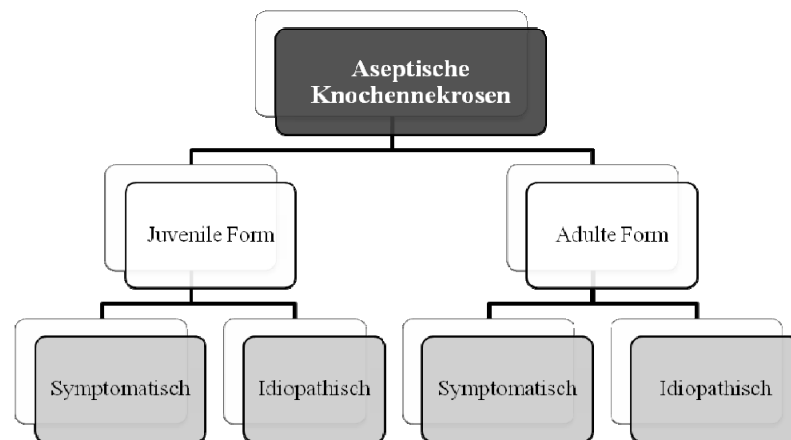 Aseptische
Knochennekrosen
Juvenile Form
Adulte Form
Symptomatisch
Idiopathisch
Symptomatisch
Idiopathisch